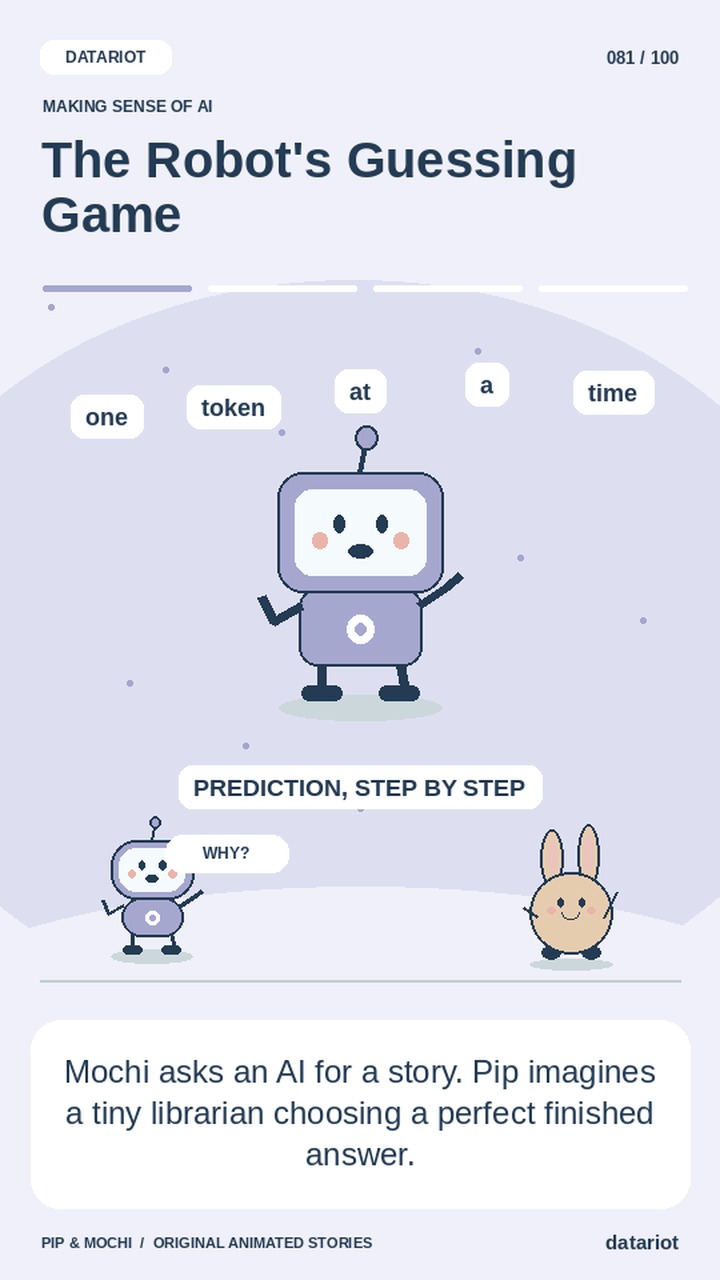 DATARIOT
081 / 100
MAKING SENSE OF AI
The Robot's Guessing
Game
one token at a time
PREDICTION, STEP BY STEP
WHY?
Mochi asks an AI for a story. Pip imagines
a tiny librarian choosing a perfect finished
answer.
PIP & MOCHI / ORIGINAL ANIMATED STORIES
datariot